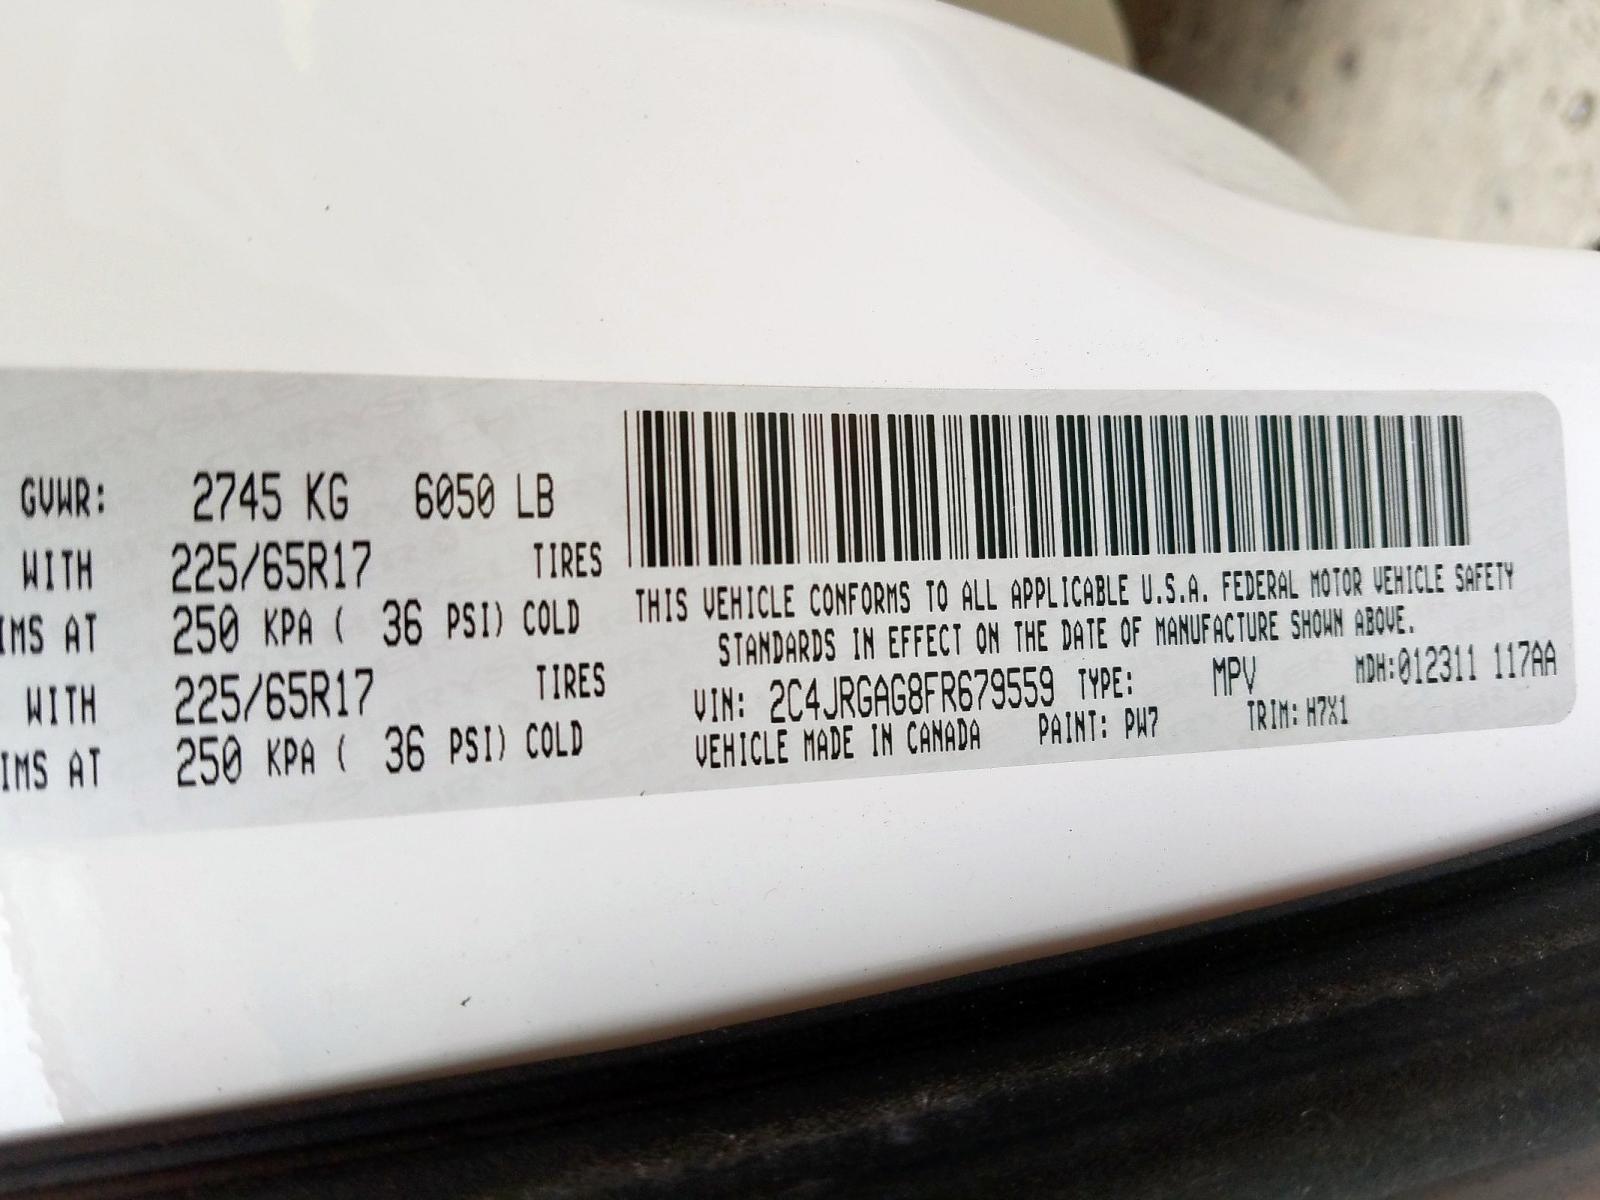 GVWR: 2745 KG 6050 LB
WITH 225/65R17 TIRES
IMS AT 250 KPA ( 36 PSI) COLD
WITH 225/65R17 TIRES
IMS AT 250 KPA ( 36 PSI) COLD
THIS VEHICLE CONFORMS TO ALL APPLICABLE U.S.A. FEDERAL MOTOR VEHICLE SAFETY
STANDARDS IN EFFECT ON THE DATE OF MANUFACTURE SHOWN ABOVE.
VIN: 2C4JRGAG8FR679559 TYPE: MPV MDH:012311 117AA
VEHICLE MADE IN CANADA PAINT: PW7 TRIM: H7X1